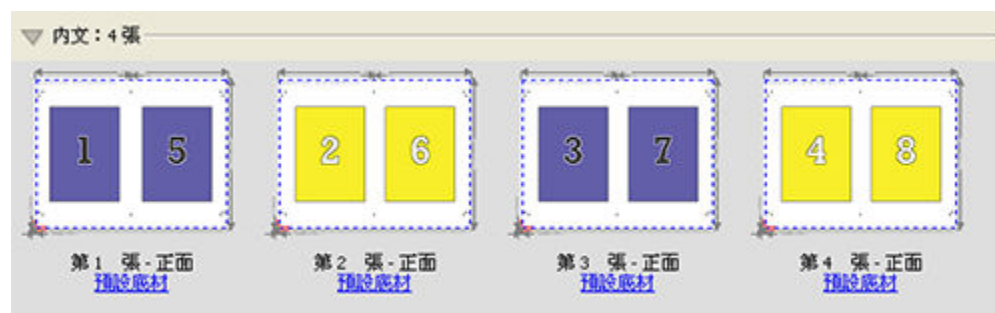 內文：4 張
1 5
2 6
3 7
4 8
第 1 張 - 正面
預設底材
第 2 張 - 正面
預設底材
第 3 張 - 正面
預設底材
第 4 張 - 正面
預設底材